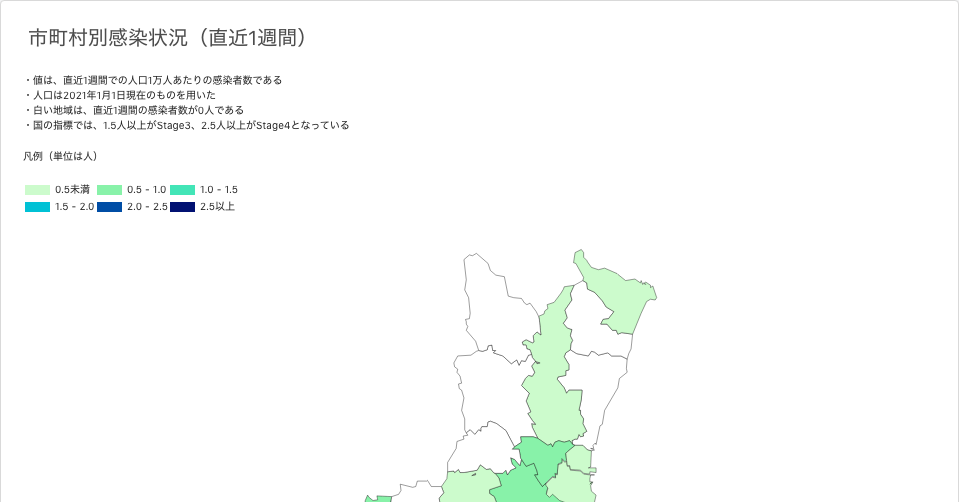 市町村別感染状況（直近1週間）
・値は、直近1週間での人口1万人あたりの感染者数である
・人口は2021年1月1日現在のものを用いた
・白い地域は、直近1週間の感染者数が0人である
・国の指標では、1.5人以上がStage3、2.5人以上がStage4となっている
凡例（単位は人）
0.5未満 0.5 - 1.0 1.0 - 1.5
1.5 - 2.0 2.0 - 2.5 2.5以上